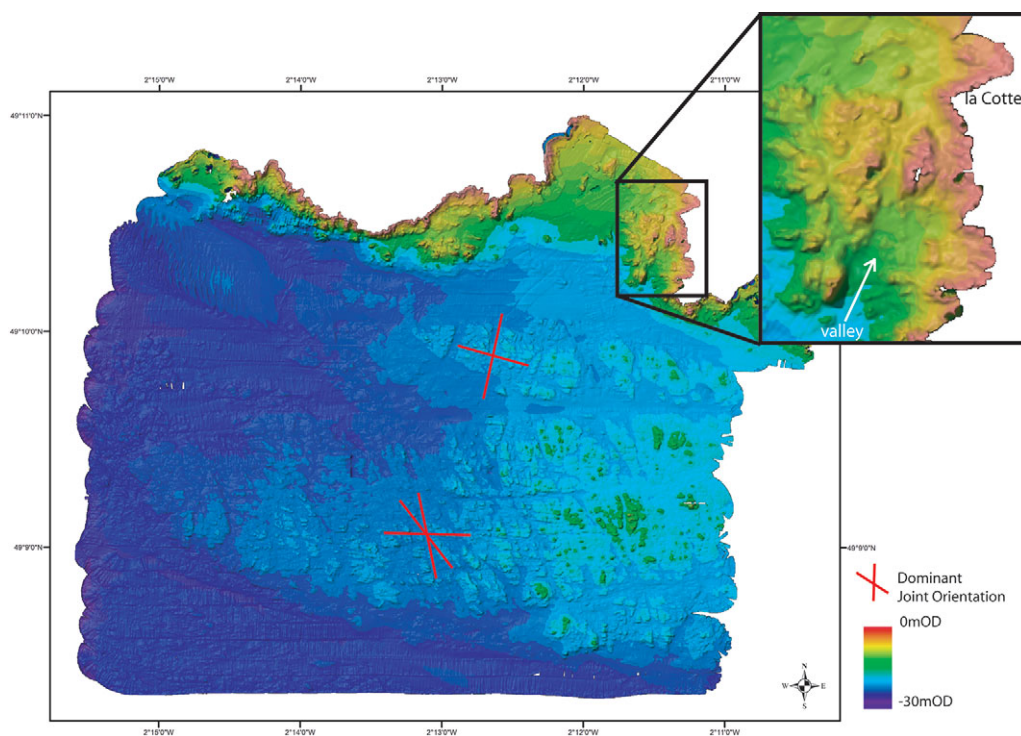 2°15'0"W
2°14'0"W
2°13'0"W
2°12'0"W
2°11'0"W
49°11'0"N
la Cotte
valley
49°10'0"N
49°9'0"N
49°9'0"N
Dominant
Joint Orientation
0mOD
-30mOD
N
W
E
S
2°15'0"W
2°14'0"W
2°13'0"W
2°12'0"W
2°11'0"W